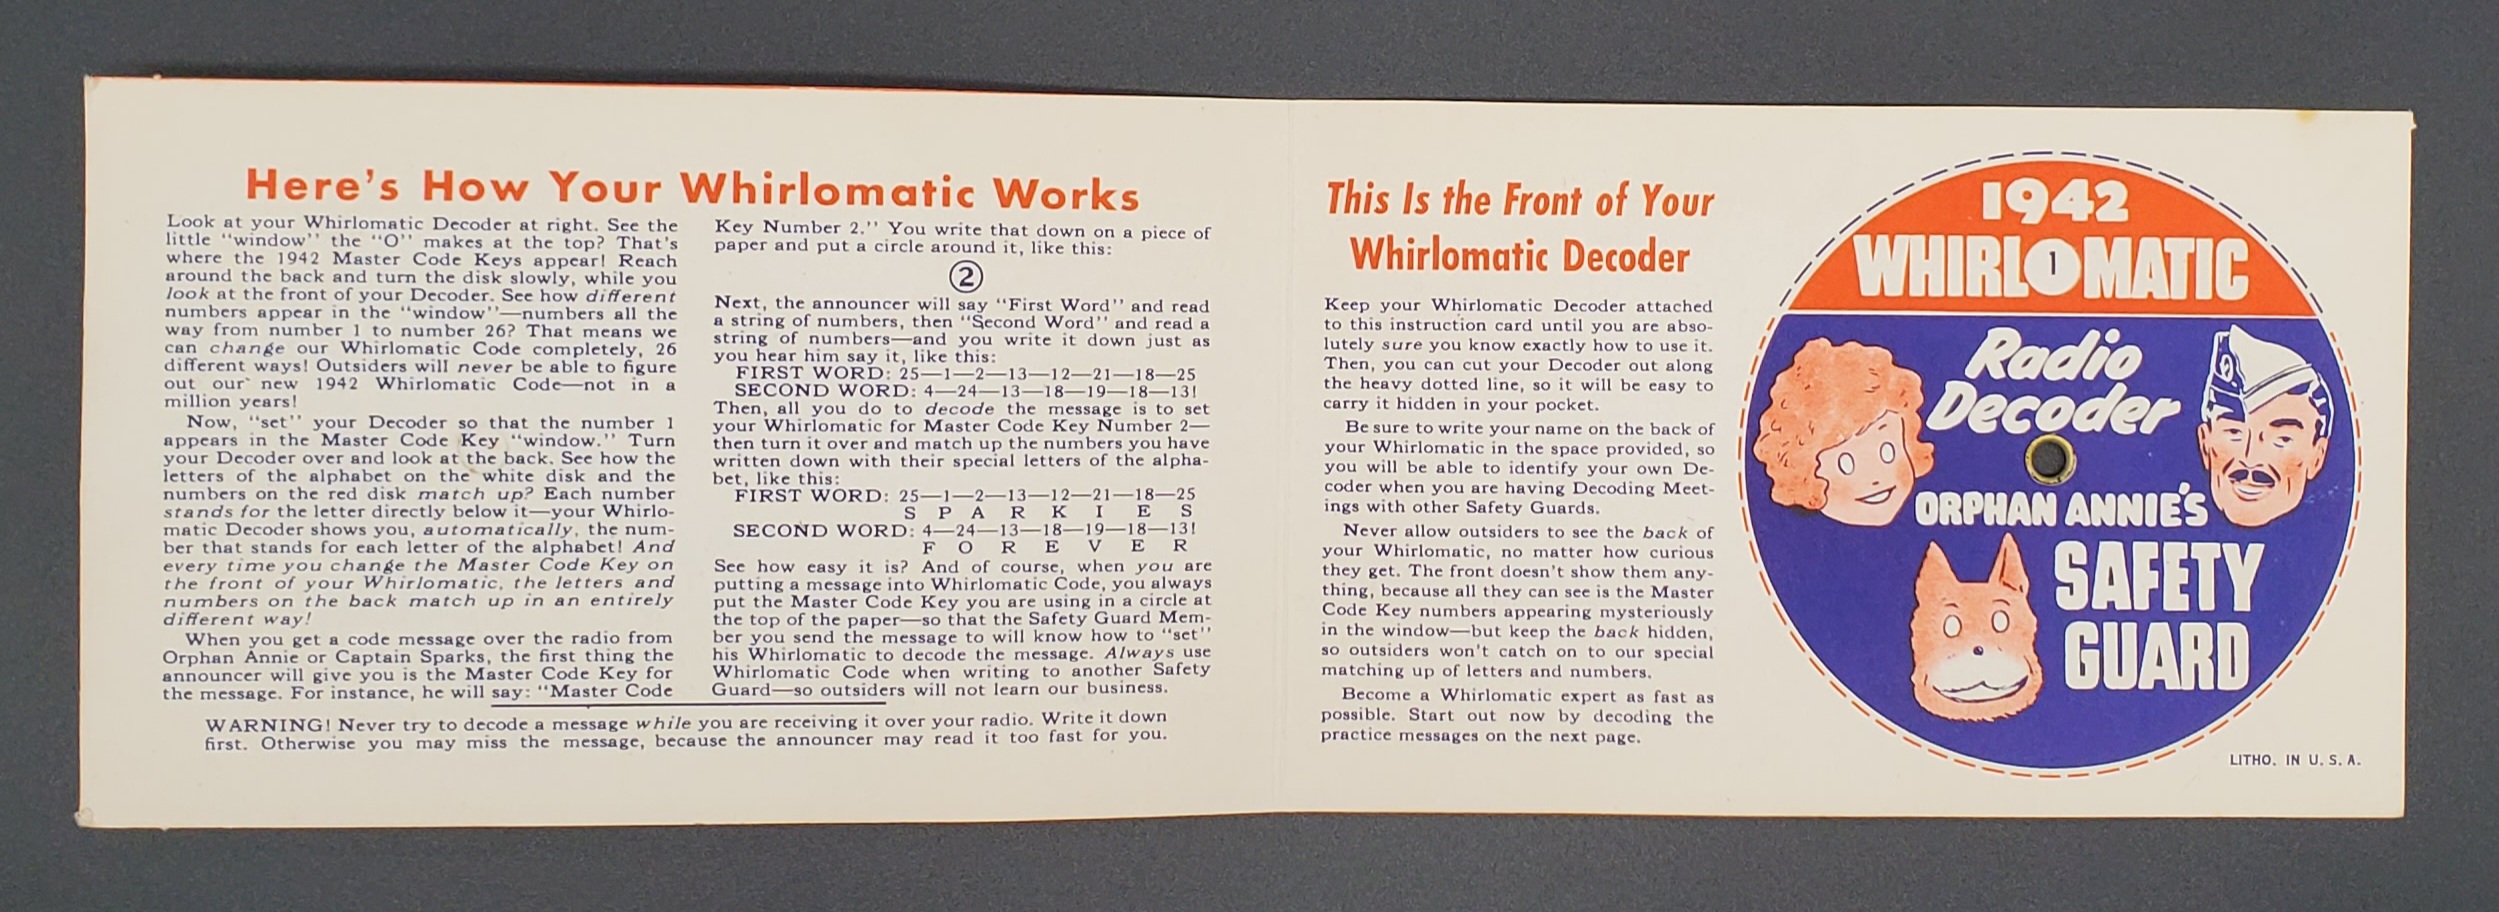 Here's How Your Whirlomatic Works
Look at your Whirlomatic Decoder at right. See the
little "window" the "O" makes at the top? That's
where the 1942 Master Code Keys appear! Reach
around the back and turn the disk slowly, while you
look at the front of your Decoder. See how different
numbers appear in the "window"—numbers all the
way from number 1 to number 26? That means we
can change our Whirlomatic Code completely, 26
different ways! Outsiders will never be able to figure
out our new 1942 Whirlomatic Code—not in a
million years!
Now, "set" your Decoder so that the number 1
appears in the Master Code Key "window." Turn
your Decoder over and look at the back. See how the
letters of the alphabet on the white disk and the
numbers on the red disk match up? Each number
stands for the letter directly below it—your Whirlo-
matic Decoder shows you, automatically, the num-
ber that stands for each letter of the alphabet! And
every time you change the Master Code Key on
the front of your Whirlomatic, the letters and
numbers on the back match up in an entirely
different way!
When you get a code message over the radio from
Orphan Annie or Captain Sparks, the first thing the
announcer will give you is the Master Code Key for
the message. For instance, he will say: "Master Code
Key Number 2." You write that down on a piece of
paper and put a circle around it, like this:
2
Next, the announcer will say "First Word" and read
a string of numbers, then "Second Word" and read a
string of numbers—and you write it down just as
you hear him say it, like this:
FIRST WORD: 25—1—2—13—12—21—18—25
SECOND WORD: 4—24—13—18—19—18—13!
Then, all you do to decode the message is to set
your Whirlomatic for Master Code Key Number 2—
then turn it over and match up the numbers you have
written down with their special letters of the alpha-
bet, like this:
FIRST WORD: 25—1—2—13—12—21—18—25
S P A R K I E S
SECOND WORD: 4—24—13—18—19—18—13!
F O R E V E R
See how easy it is? And of course, when you are
putting a message into Whirlomatic Code, you always
put the Master Code Key you are using in a circle at
the top of the paper—so that the Safety Guard Mem-
ber you send the message to will know how to "set"
his Whirlomatic to decode the message. Always use
Whirlomatic Code when writing to another Safety
Guard—so outsiders will not learn our business.
WARNING! Never try to decode a message while you are receiving it over your radio. Write it down
first. Otherwise you may miss the message, because the announcer may read it too fast for you.
This Is the Front of Your
Whirlomatic Decoder
Keep your Whirlomatic Decoder attached
to this instruction card until you are abso-
lutely sure you know exactly how to use it.
Then, you can cut your Decoder out along
the heavy dotted line, so it will be easy to
carry it hidden in your pocket.
Be sure to write your name on the back of
your Whirlomatic in the space provided, so
you will be able to identify your own De-
coder when you are having Decoding Meet-
ings with other Safety Guards.
Never allow outsiders to see the back of
your Whirlomatic, no matter how curious
they get. The front doesn't show them any-
thing, because all they can see is the Master
Code Key numbers appearing mysteriously
in the window—but keep the back hidden,
so outsiders won't catch on to our special
matching up of letters and numbers.
Become a Whirlomatic expert as fast as
possible. Start out now by decoding the
practice messages on the next page.
1942
WHIRLOMATIC
1
Radio
Decoder
ORPHAN ANNIE'S
SAFETY
GUARD
LITHO. IN U. S. A.